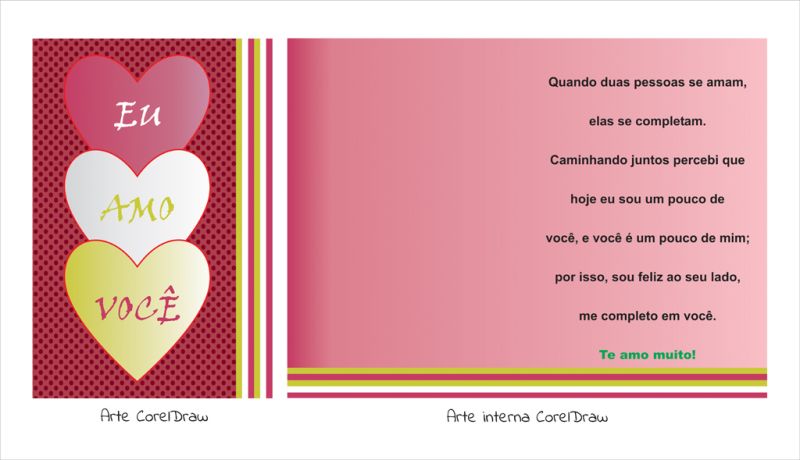 EU
AMO
VOCÊ
Arte CorelDraw
Quando duas pessoas se amam,
elas se completam.
Caminhando juntos percebi que
hoje eu sou um pouco de
você, e você é um pouco de mim;
por isso, sou feliz ao seu lado,
me completo em você.
Te amo muito!
Arte interna CorelDraw